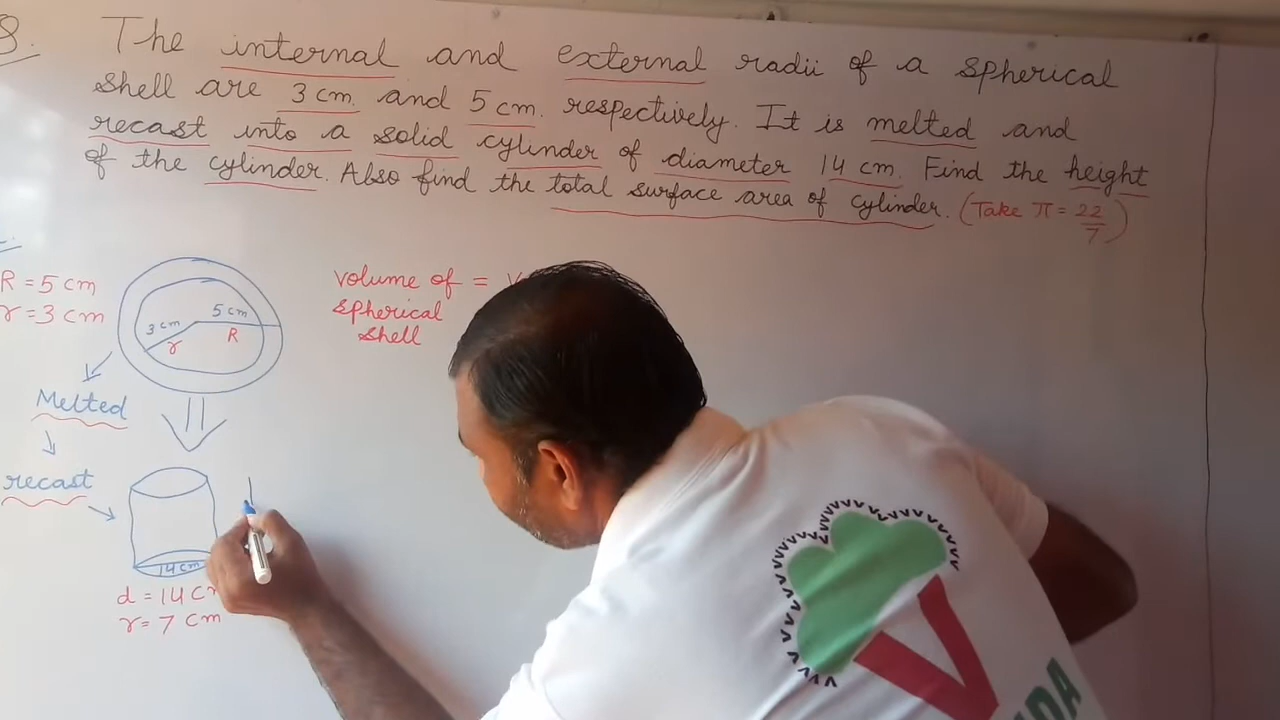 8. The internal and external radii of a spherical
shell are 3 cm. and 5 cm. respectively. It is melted and
recast into a solid cylinder of diameter 14 cm. Find the height
of the cylinder. Also find the total surface area of cylinder. (Take π = 22/7)
R = 5 cm
r = 3 cm
5 cm
3 cm
r
R
Melted
recast
14 cm
d = 14 c
r = 7 cm
volume of =
spherical
shell
V